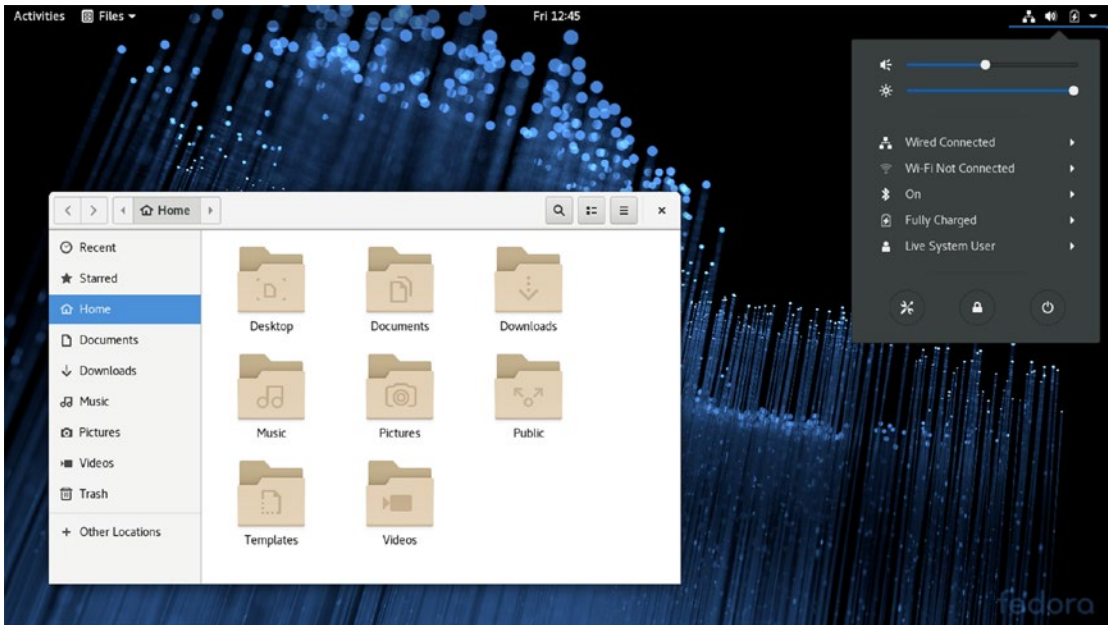 Activities Files Fri 12:45
Wired Connected
Wi-Fi Not Connected
On
Fully Charged
Live System User
Home
Recent
Starred
Home
Documents
Downloads
Music
Pictures
Videos
Trash
Other Locations
Desktop Documents Downloads
Music Pictures Public
Templates Videos
fedora